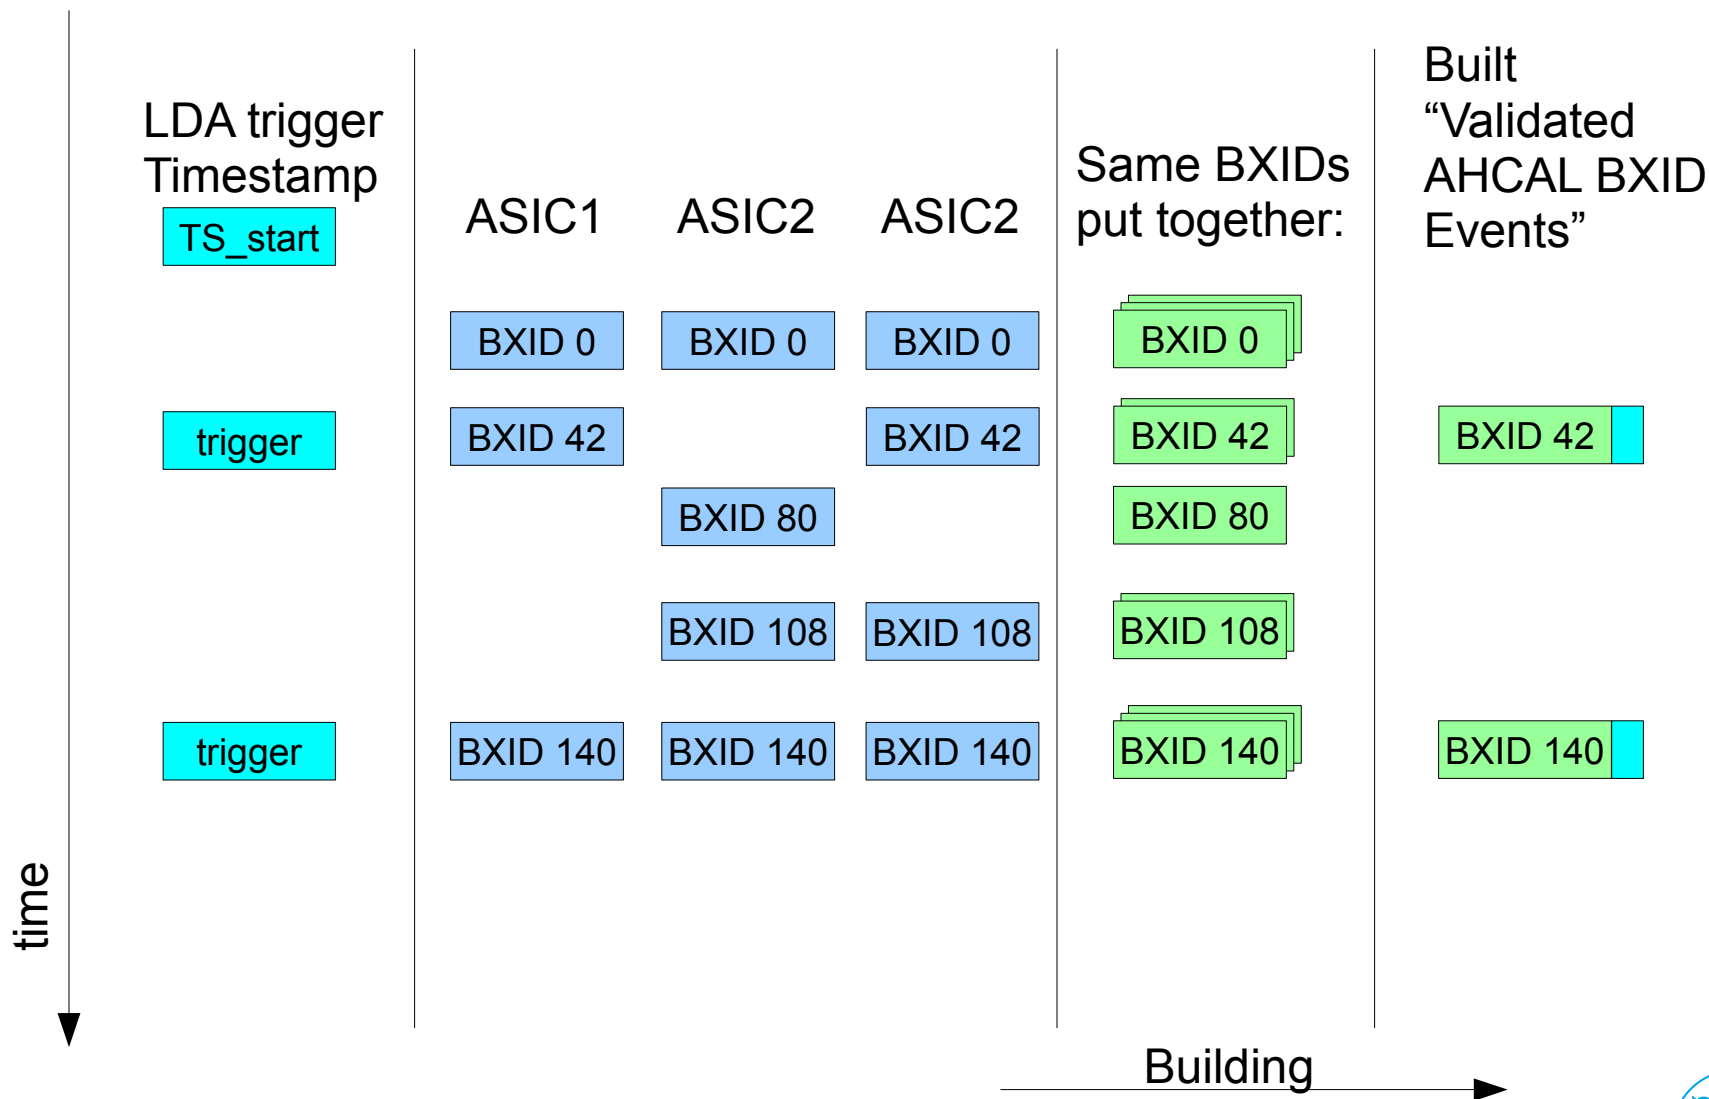 LDA trigger
Timestamp
TS_start
ASIC1 ASIC2 ASIC2
Same BXIDs
put together:
Built
“Validated
AHCAL BXID
Events”
BXID 0 BXID 0 BXID 0 BXID 0
trigger BXID 42 BXID 42 BXID 42 BXID 42
BXID 80 BXID 80
BXID 108 BXID 108 BXID 108
trigger BXID 140 BXID 140 BXID 140 BXID 140 BXID 140
time
Building